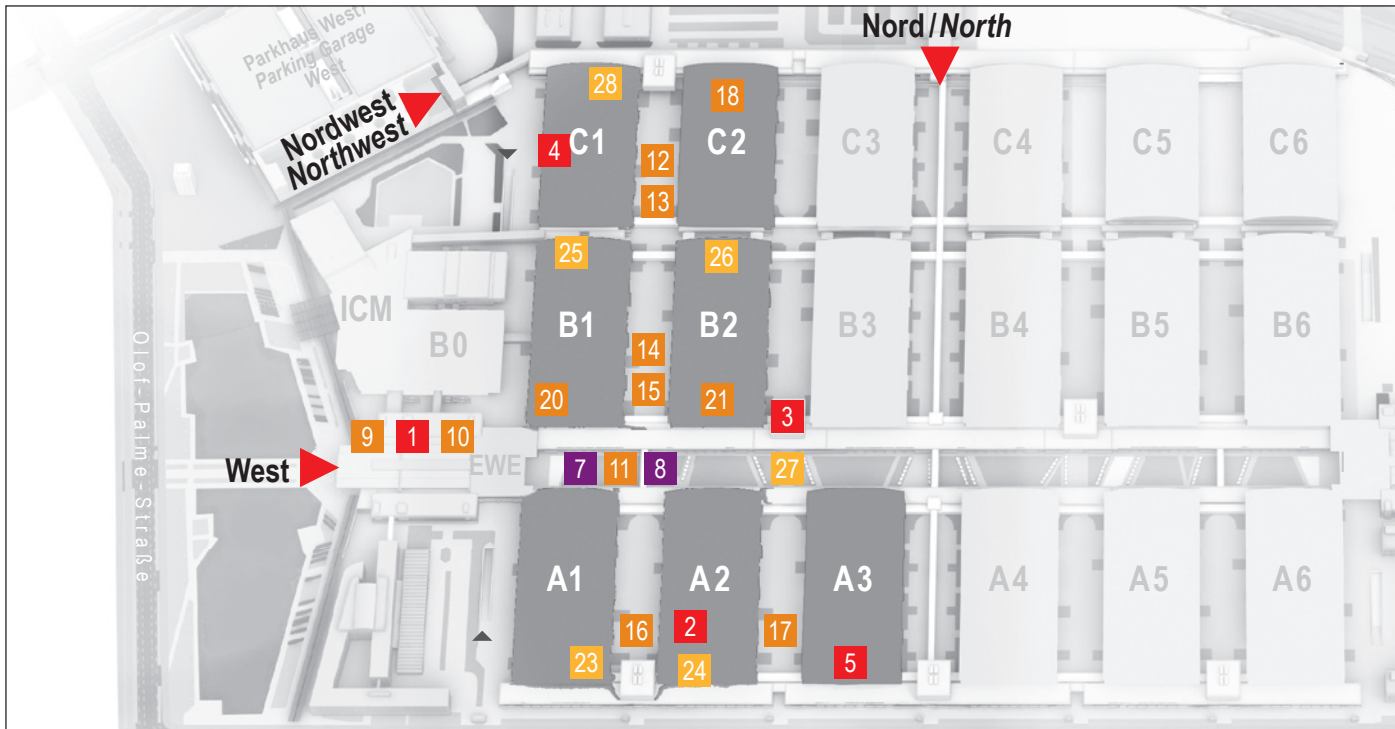 Nord/North
Parkhaus West/
Parking Garage
West
Nordwest
Northwest
28
18
4
C1
C2
C3
C4
C5
C6
12
13
25
26
ICM
B0
B1
B2
B3
B4
B5
B6
14
15
20
21
3
9
1
10
West
EWE
7
11
8
27
Olof-Palme-Straße
A1
A2
A3
A4
A5
A6
16
2
17
23
24
5